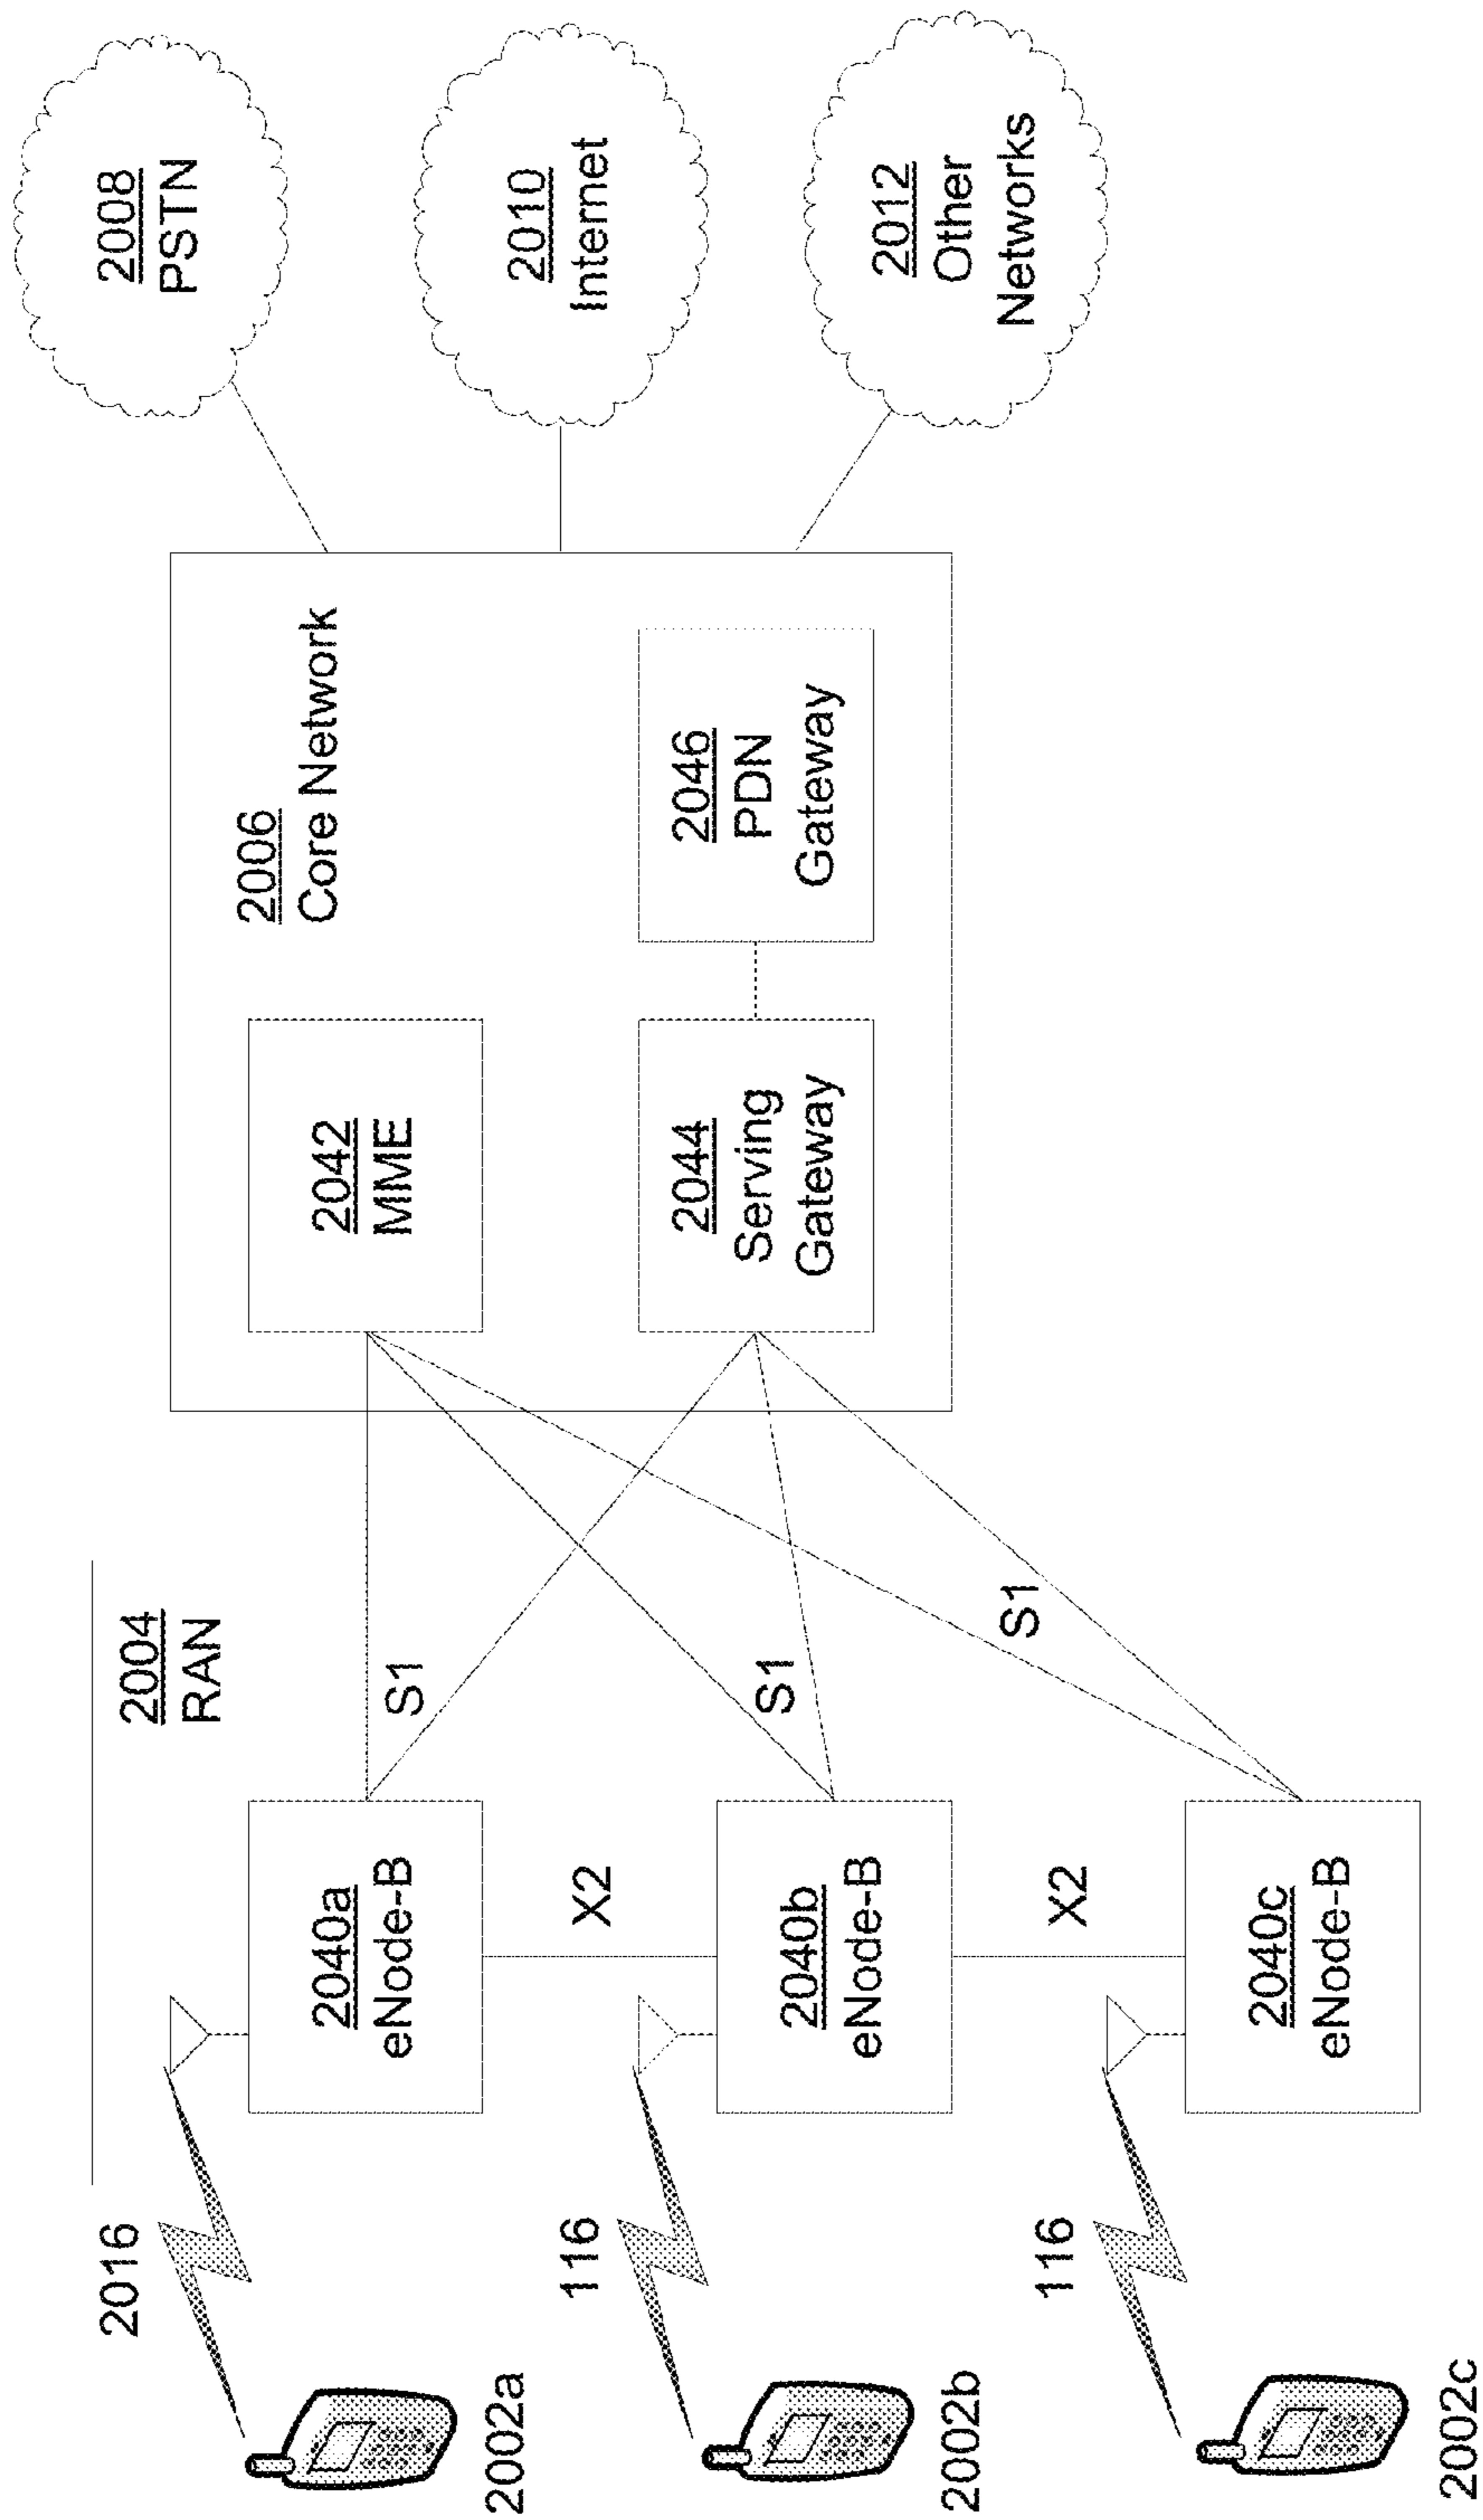 2004
RAN
2016
2002a
2040a
eNode-B
S1
X2
116
2002b
2040b
eNode-B
S1
X2
116
2002c
2040c
eNode-B
S1
2006
Core Network
2042
MME
2044
Serving
Gateway
2046
PDN
Gateway
2008
PSTN
2010
Internet
2012
Other
Networks